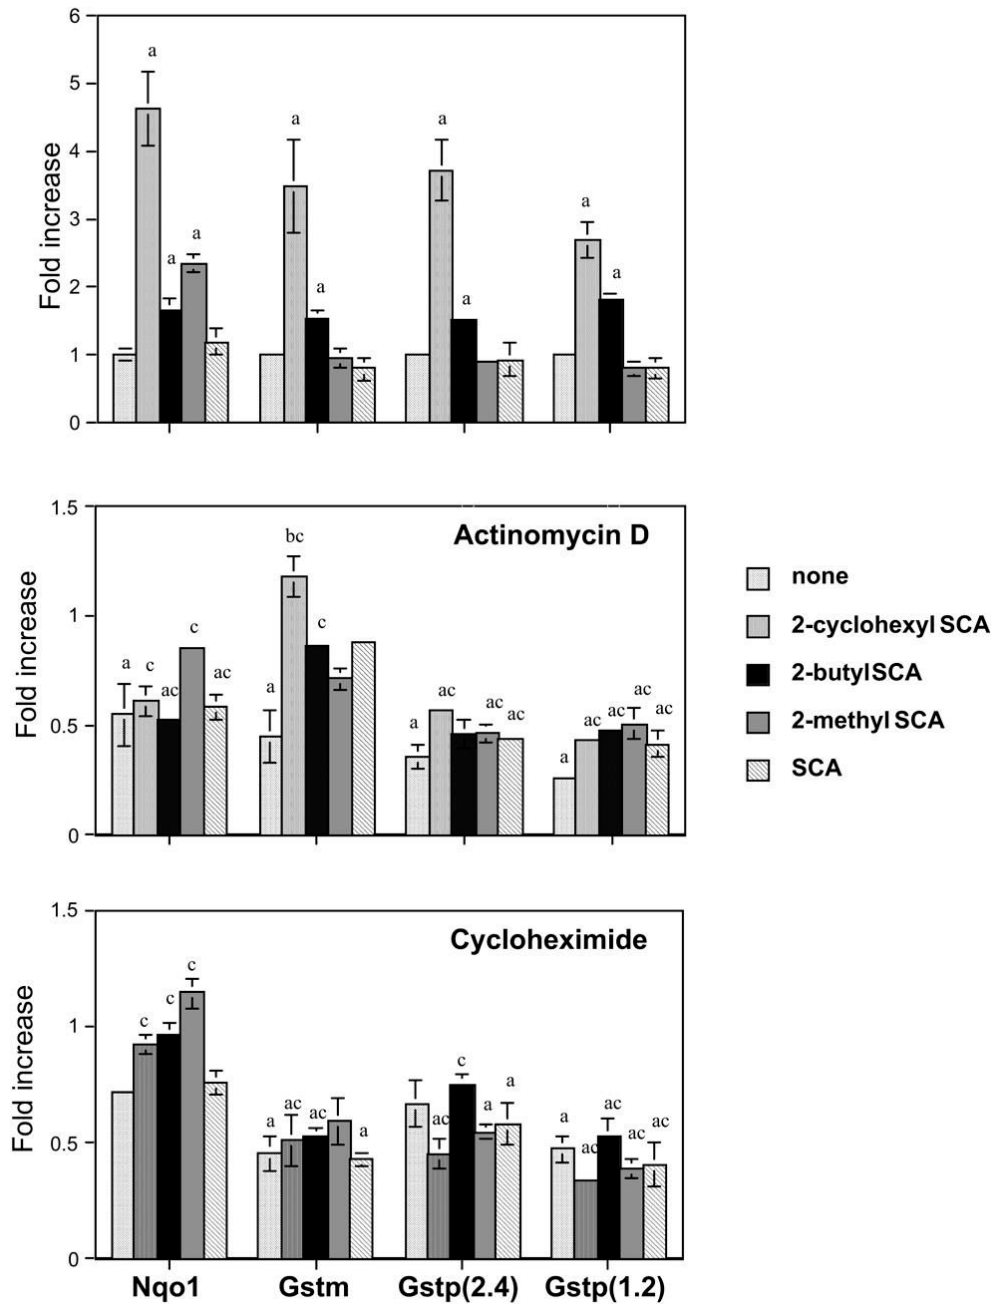 6
5
4
3
2
1
0
Fold increase
a
a
a
a
a
a
a
a
a
1.5
1
0.5
0
Fold increase
Actinomycin D
a
c
ac
c
ac
a
bc
c
a
ac
ac
ac
a
ac
ac
ac
ac
none
2-cyclohexyl SCA
2-butyl SCA
2-methyl SCA
SCA
1.5
1
0.5
0
Fold increase
Cycloheximide
c
c
c
a
ac
ac
a
ac
c
a
a
a
ac
ac
ac
ac
Nqo1 Gstm Gstp(2.4) Gstp(1.2)